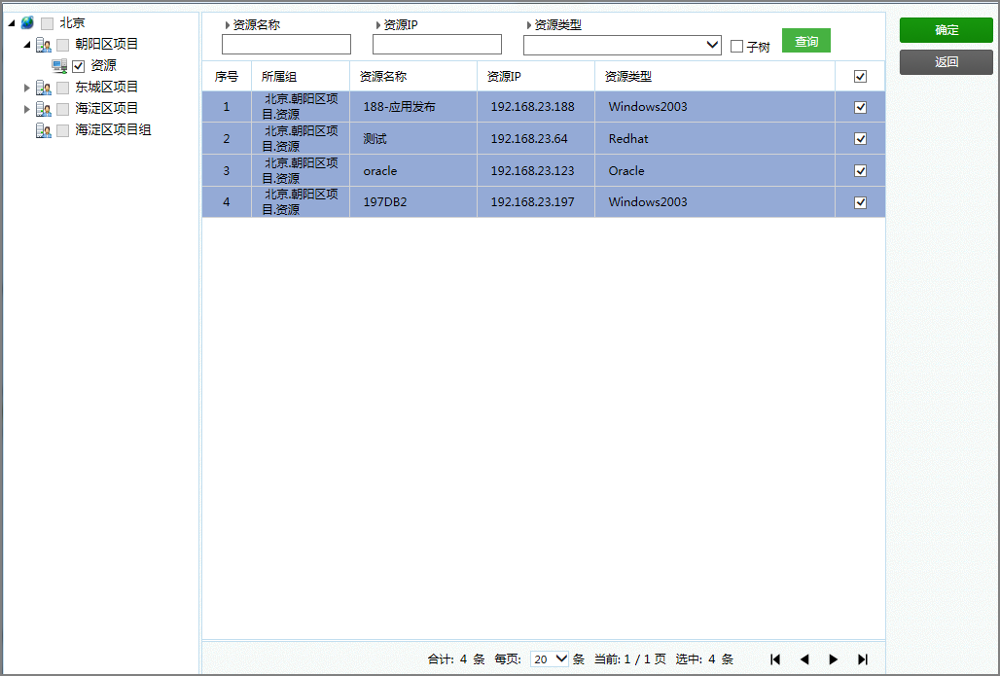 北京
朝阳区项目
资源
东城区项目
海淀区项目
海淀区项目组
资源名称 资源IP 资源类型
子树 查询
序号 所属组 资源名称 资源IP 资源类型
1 北京.朝阳区项目.资源 188-应用发布 192.168.23.188 Windows2003
2 北京.朝阳区项目.资源 测试 192.168.23.64 Redhat
3 北京.朝阳区项目.资源 oracle 192.168.23.123 Oracle
4 北京.朝阳区项目.资源 197DB2 192.168.23.197 Windows2003
合计: 4 条 每页: 20 条 当前: 1 / 1 页 选中: 4 条
确定
返回